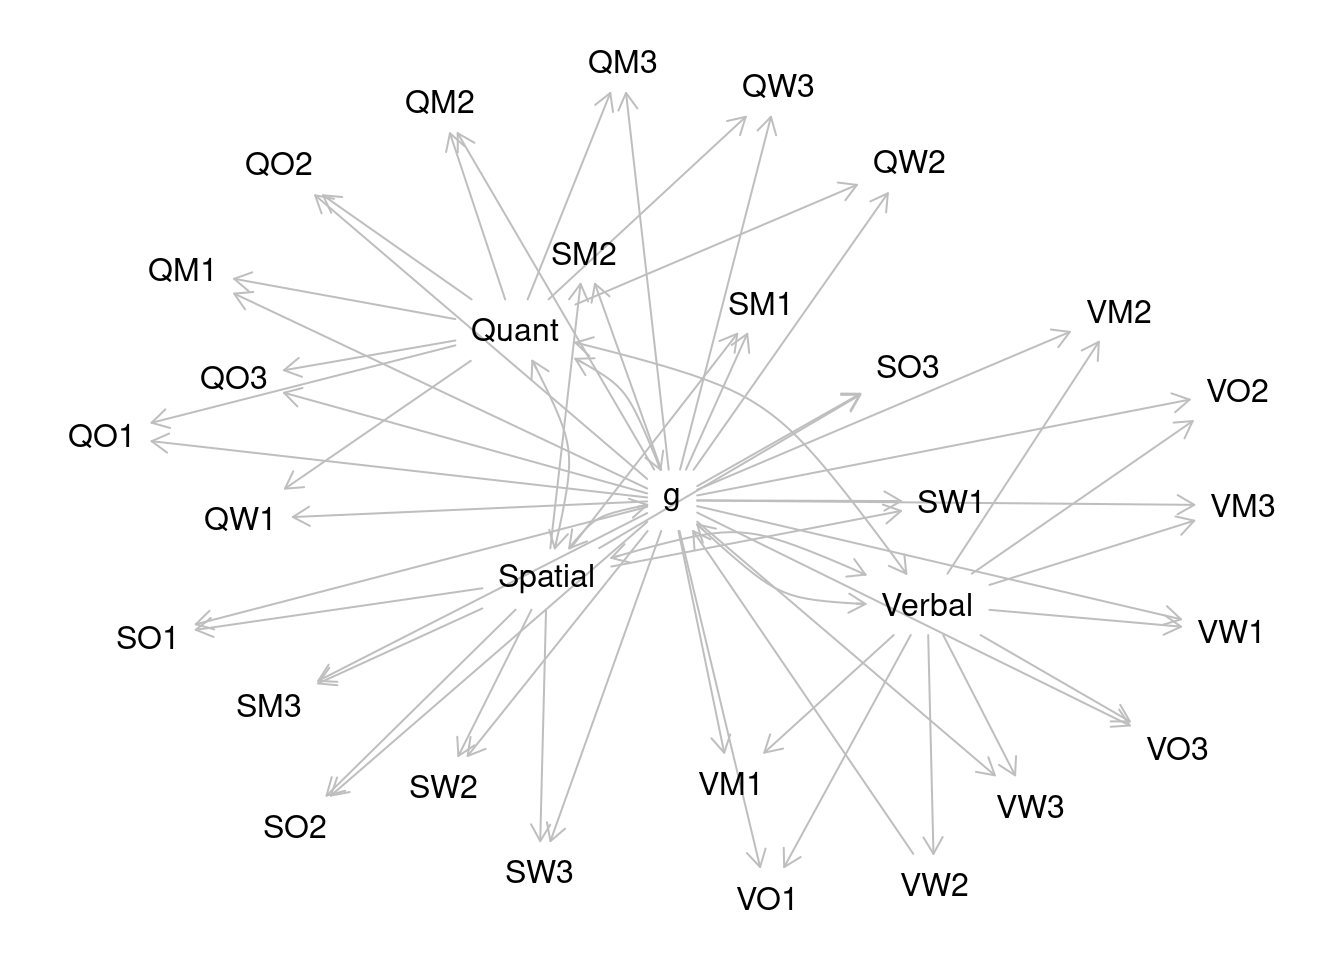 QM3
QW3
QM2
QO2
QW2
SM2
QM1
SM1
VM2
Quant
SO3
QO3
VO2
QO1
g
SW1
VM3
QW1
Spatial
Verbal
SO1
VW1
SM3
VO3
SW2
VM1
VW3
SO2
SW3
VW2
VO1